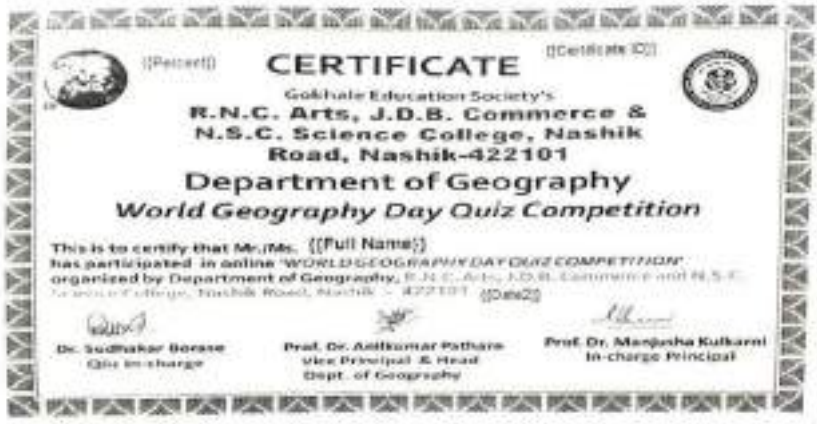 {{Percent}}
CERTIFICATE
{{Certificate ID}}
Gokhale Education Society's
R.N.C. Arts, J.D.B. Commerce &
N.S.C. Science College, Nashik
Road, Nashik-422101
Department of Geography
World Geography Day Quiz Competition
This is to certify that Mr./Ms. {{Full Name}}
has participated in online 'WORLD GEOGRAPHY DAY QUIZ COMPETITION'
organized by Department of Geography, R.N.C. Arts, J.D.B. Commerce and N.S.C.
Science College, Nashik Road, Nashik - 422101 {{Date2}}
Dr. Sudhakar Borase
Quiz In-charge
Prof. Dr. Anilkumar Pathare
Vice Principal & Head
Dept. of Geography
Prof. Dr. Manjusha Kulkarni
In-charge Principal